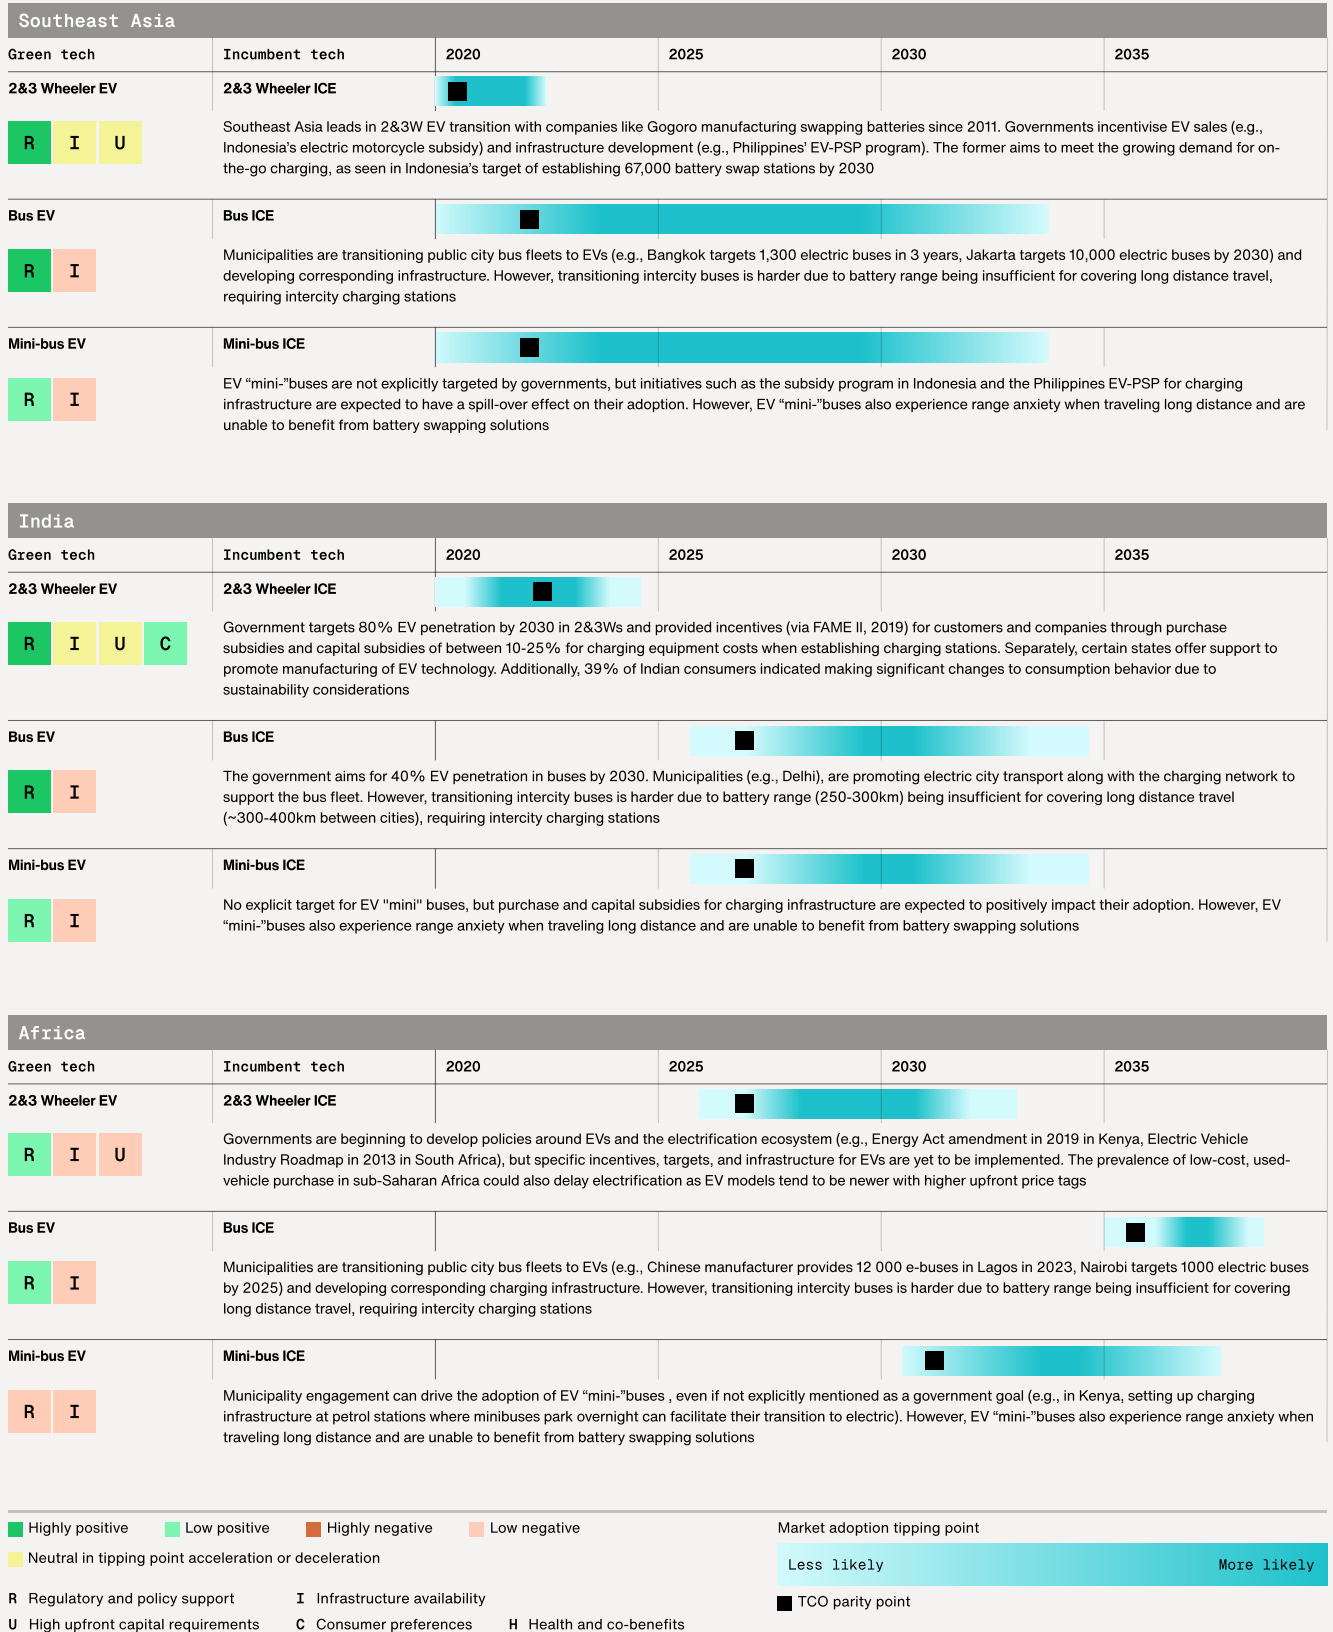 Southeast Asia
Green tech Incumbent tech 2020 2025 2030 2035
2&3 Wheeler EV 2&3 Wheeler ICE
R I U
Southeast Asia leads in 2&3W EV transition with companies like Gogoro manufacturing swapping batteries since 2011. Governments incentivise EV sales (e.g.,
Indonesia’s electric motorcycle subsidy) and infrastructure development (e.g., Philippines’ EV-PSP program). The former aims to meet the growing demand for on-
the-go charging, as seen in Indonesia’s target of establishing 67,000 battery swap stations by 2030
Bus EV Bus ICE
R I
Municipalities are transitioning public city bus fleets to EVs (e.g., Bangkok targets 1,300 electric buses in 3 years, Jakarta targets 10,000 electric buses by 2030) and
developing corresponding infrastructure. However, transitioning intercity buses is harder due to battery range being insufficient for covering long distance travel,
requiring intercity charging stations
Mini-bus EV Mini-bus ICE
R I
EV “mini-”buses are not explicitly targeted by governments, but initiatives such as the subsidy program in Indonesia and the Philippines EV-PSP for charging
infrastructure are expected to have a spill-over effect on their adoption. However, EV “mini-”buses also experience range anxiety when traveling long distance and are
unable to benefit from battery swapping solutions
India
Green tech Incumbent tech 2020 2025 2030 2035
2&3 Wheeler EV 2&3 Wheeler ICE
R I U C
Government targets 80% EV penetration by 2030 in 2&3Ws and provided incentives (via FAME II, 2019) for customers and companies through purchase
subsidies and capital subsidies of between 10-25% for charging equipment costs when establishing charging stations. Separately, certain states offer support to
promote manufacturing of EV technology. Additionally, 39% of Indian consumers indicated making significant changes to consumption behavior due to
sustainability considerations
Bus EV Bus ICE
R I
The government aims for 40% EV penetration in buses by 2030. Municipalities (e.g., Delhi), are promoting electric city transport along with the charging network to
support the bus fleet. However, transitioning intercity buses is harder due to battery range (250-300km) being insufficient for covering long distance travel
(~300-400km between cities), requiring intercity charging stations
Mini-bus EV Mini-bus ICE
R I
No explicit target for EV "mini" buses, but purchase and capital subsidies for charging infrastructure are expected to positively impact their adoption. However, EV
“mini-”buses also experience range anxiety when traveling long distance and are unable to benefit from battery swapping solutions
Africa
Green tech Incumbent tech 2020 2025 2030 2035
2&3 Wheeler EV 2&3 Wheeler ICE
R I U
Governments are beginning to develop policies around EVs and the electrification ecosystem (e.g., Energy Act amendment in 2019 in Kenya, Electric Vehicle
Industry Roadmap in 2013 in South Africa), but specific incentives, targets, and infrastructure for EVs are yet to be implemented. The prevalence of low-cost, used-
vehicle purchase in sub-Saharan Africa could also delay electrification as EV models tend to be newer with higher upfront price tags
Bus EV Bus ICE
R I
Municipalities are transitioning public city bus fleets to EVs (e.g., Chinese manufacturer provides 12 000 e-buses in Lagos in 2023, Nairobi targets 1000 electric buses
by 2025) and developing corresponding charging infrastructure. However, transitioning intercity buses is harder due to battery range being insufficient for covering
long distance travel, requiring intercity charging stations
Mini-bus EV Mini-bus ICE
R I
Municipality engagement can drive the adoption of EV “mini-”buses , even if not explicitly mentioned as a government goal (e.g., in Kenya, setting up charging
infrastructure at petrol stations where minibuses park overnight can facilitate their transition to electric). However, EV “mini-”buses also experience range anxiety when
traveling long distance and are unable to benefit from battery swapping solutions
Highly positive Low positive Highly negative Low negative
Neutral in tipping point acceleration or deceleration
R Regulatory and policy support I Infrastructure availability
U High upfront capital requirements C Consumer preferences H Health and co-benefits
Market adoption tipping point
Less likely More likely
TCO parity point